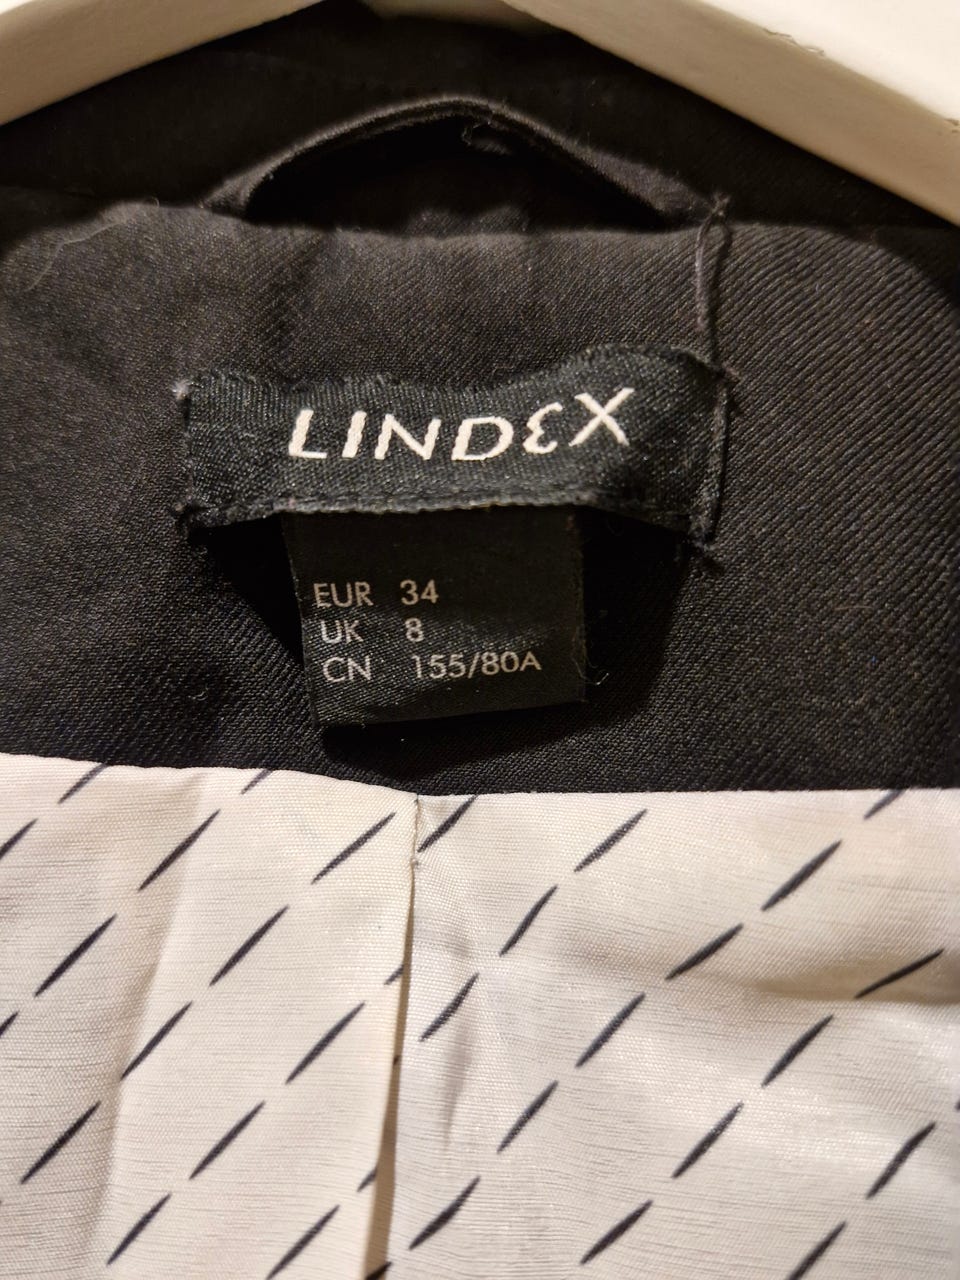 LINDEX
EUR 34
UK 8
CN 155/80A